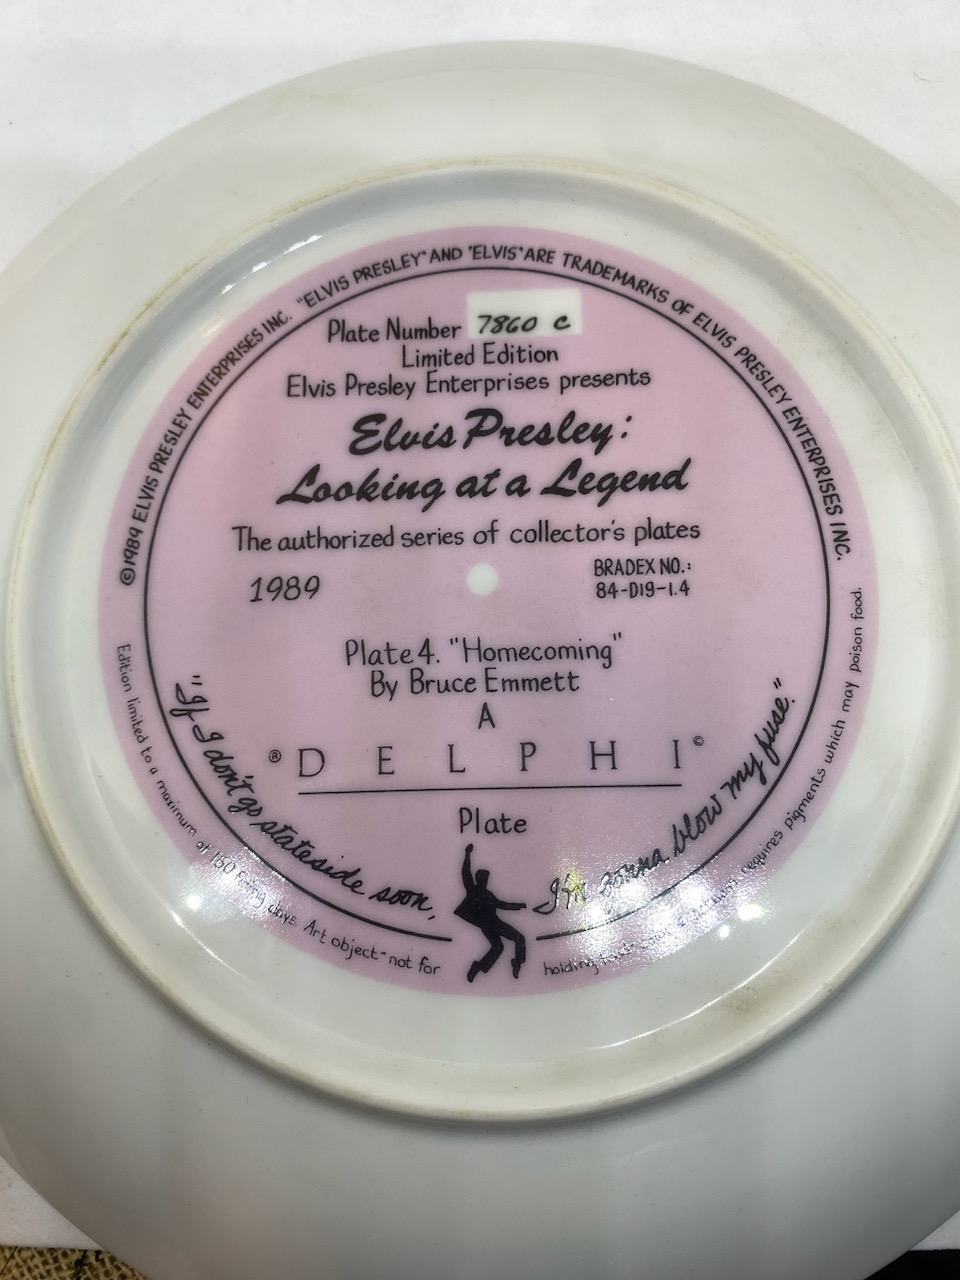 ©1989 ELVIS PRESLEY ENTERPRISES INC. "ELVIS PRESLEY" AND "ELVIS" ARE TRADEMARKS OF ELVIS PRESLEY ENTERPRISES INC.
Plate Number 7860 C
Limited Edition
Elvis Presley Enterprises presents
Elvis Presley:
Looking at a Legend
The authorized series of collector's plates
1989
BRADEX NO.:
84-D19-1.4
Plate 4. "Homecoming"
By Bruce Emmett
A
® DELPHI ©
Plate
"If I don't go stateside soon, I'm gonna blow my fuse."
Edition limited to a maximum of 150 firing days. Art object-not for holding requires pigments which may poison food.